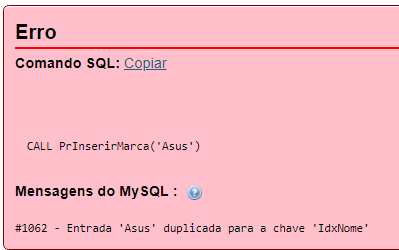 Erro
Comando SQL: Copiar
CALL PrInserirMarca('Asus')
Mensagens do MySQL :
#1062 - Entrada 'Asus' duplicada para a chave 'IdxNome'